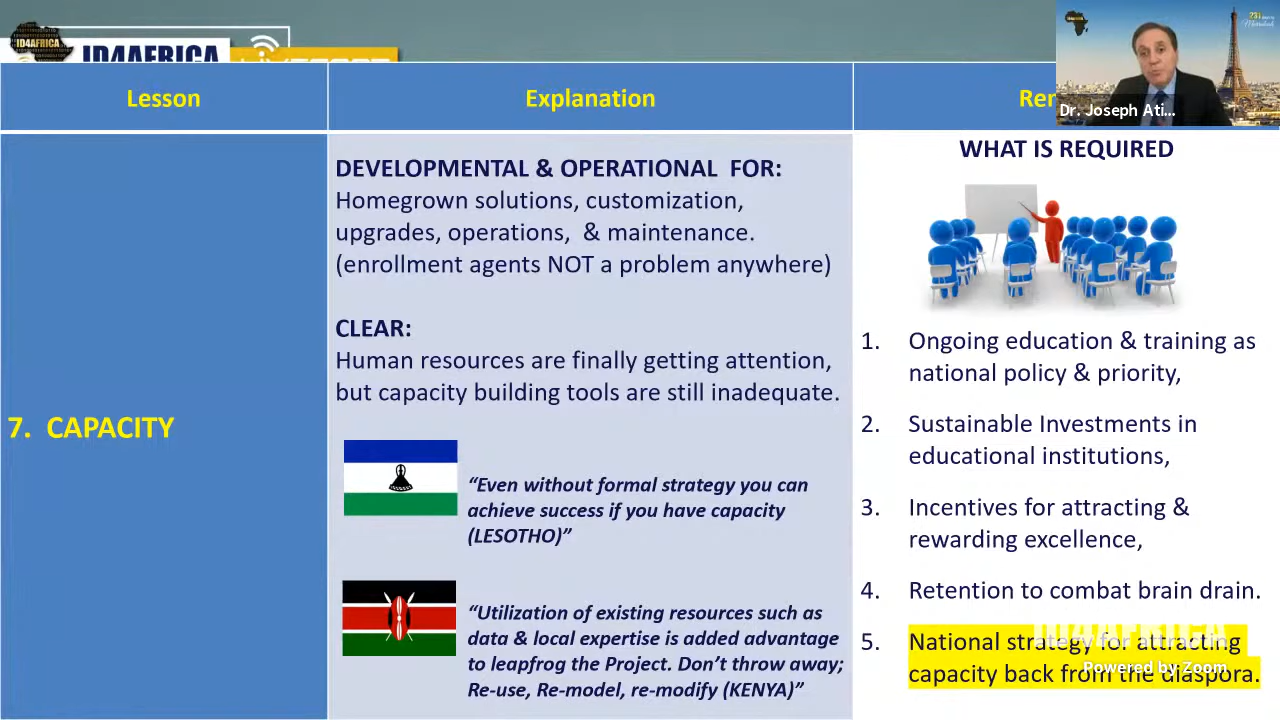 ID4AFRICA
ID4AFRICA
Lesson
Explanation
Dr. Joseph Ati...
7. CAPACITY
DEVELOPMENTAL & OPERATIONAL FOR:
Homegrown solutions, customization,
upgrades, operations, & maintenance.
(enrollment agents NOT a problem anywhere)
CLEAR:
Human resources are finally getting attention,
but capacity building tools are still inadequate.
“Even without formal strategy you can
achieve success if you have capacity
(LESOTHO)”
“Utilization of existing resources such as
data & local expertise is added advantage
to leapfrog the Project. Don’t throw away;
Re-use, Re-model, re-modify (KENYA)”
WHAT IS REQUIRED
1. Ongoing education & training as
national policy & priority,
2. Sustainable Investments in
educational institutions,
3. Incentives for attracting &
rewarding excellence,
4. Retention to combat brain drain.
5. National strategy for attracting
capacity back from the diaspora.
ID4AFRICA
Powered by Zoom